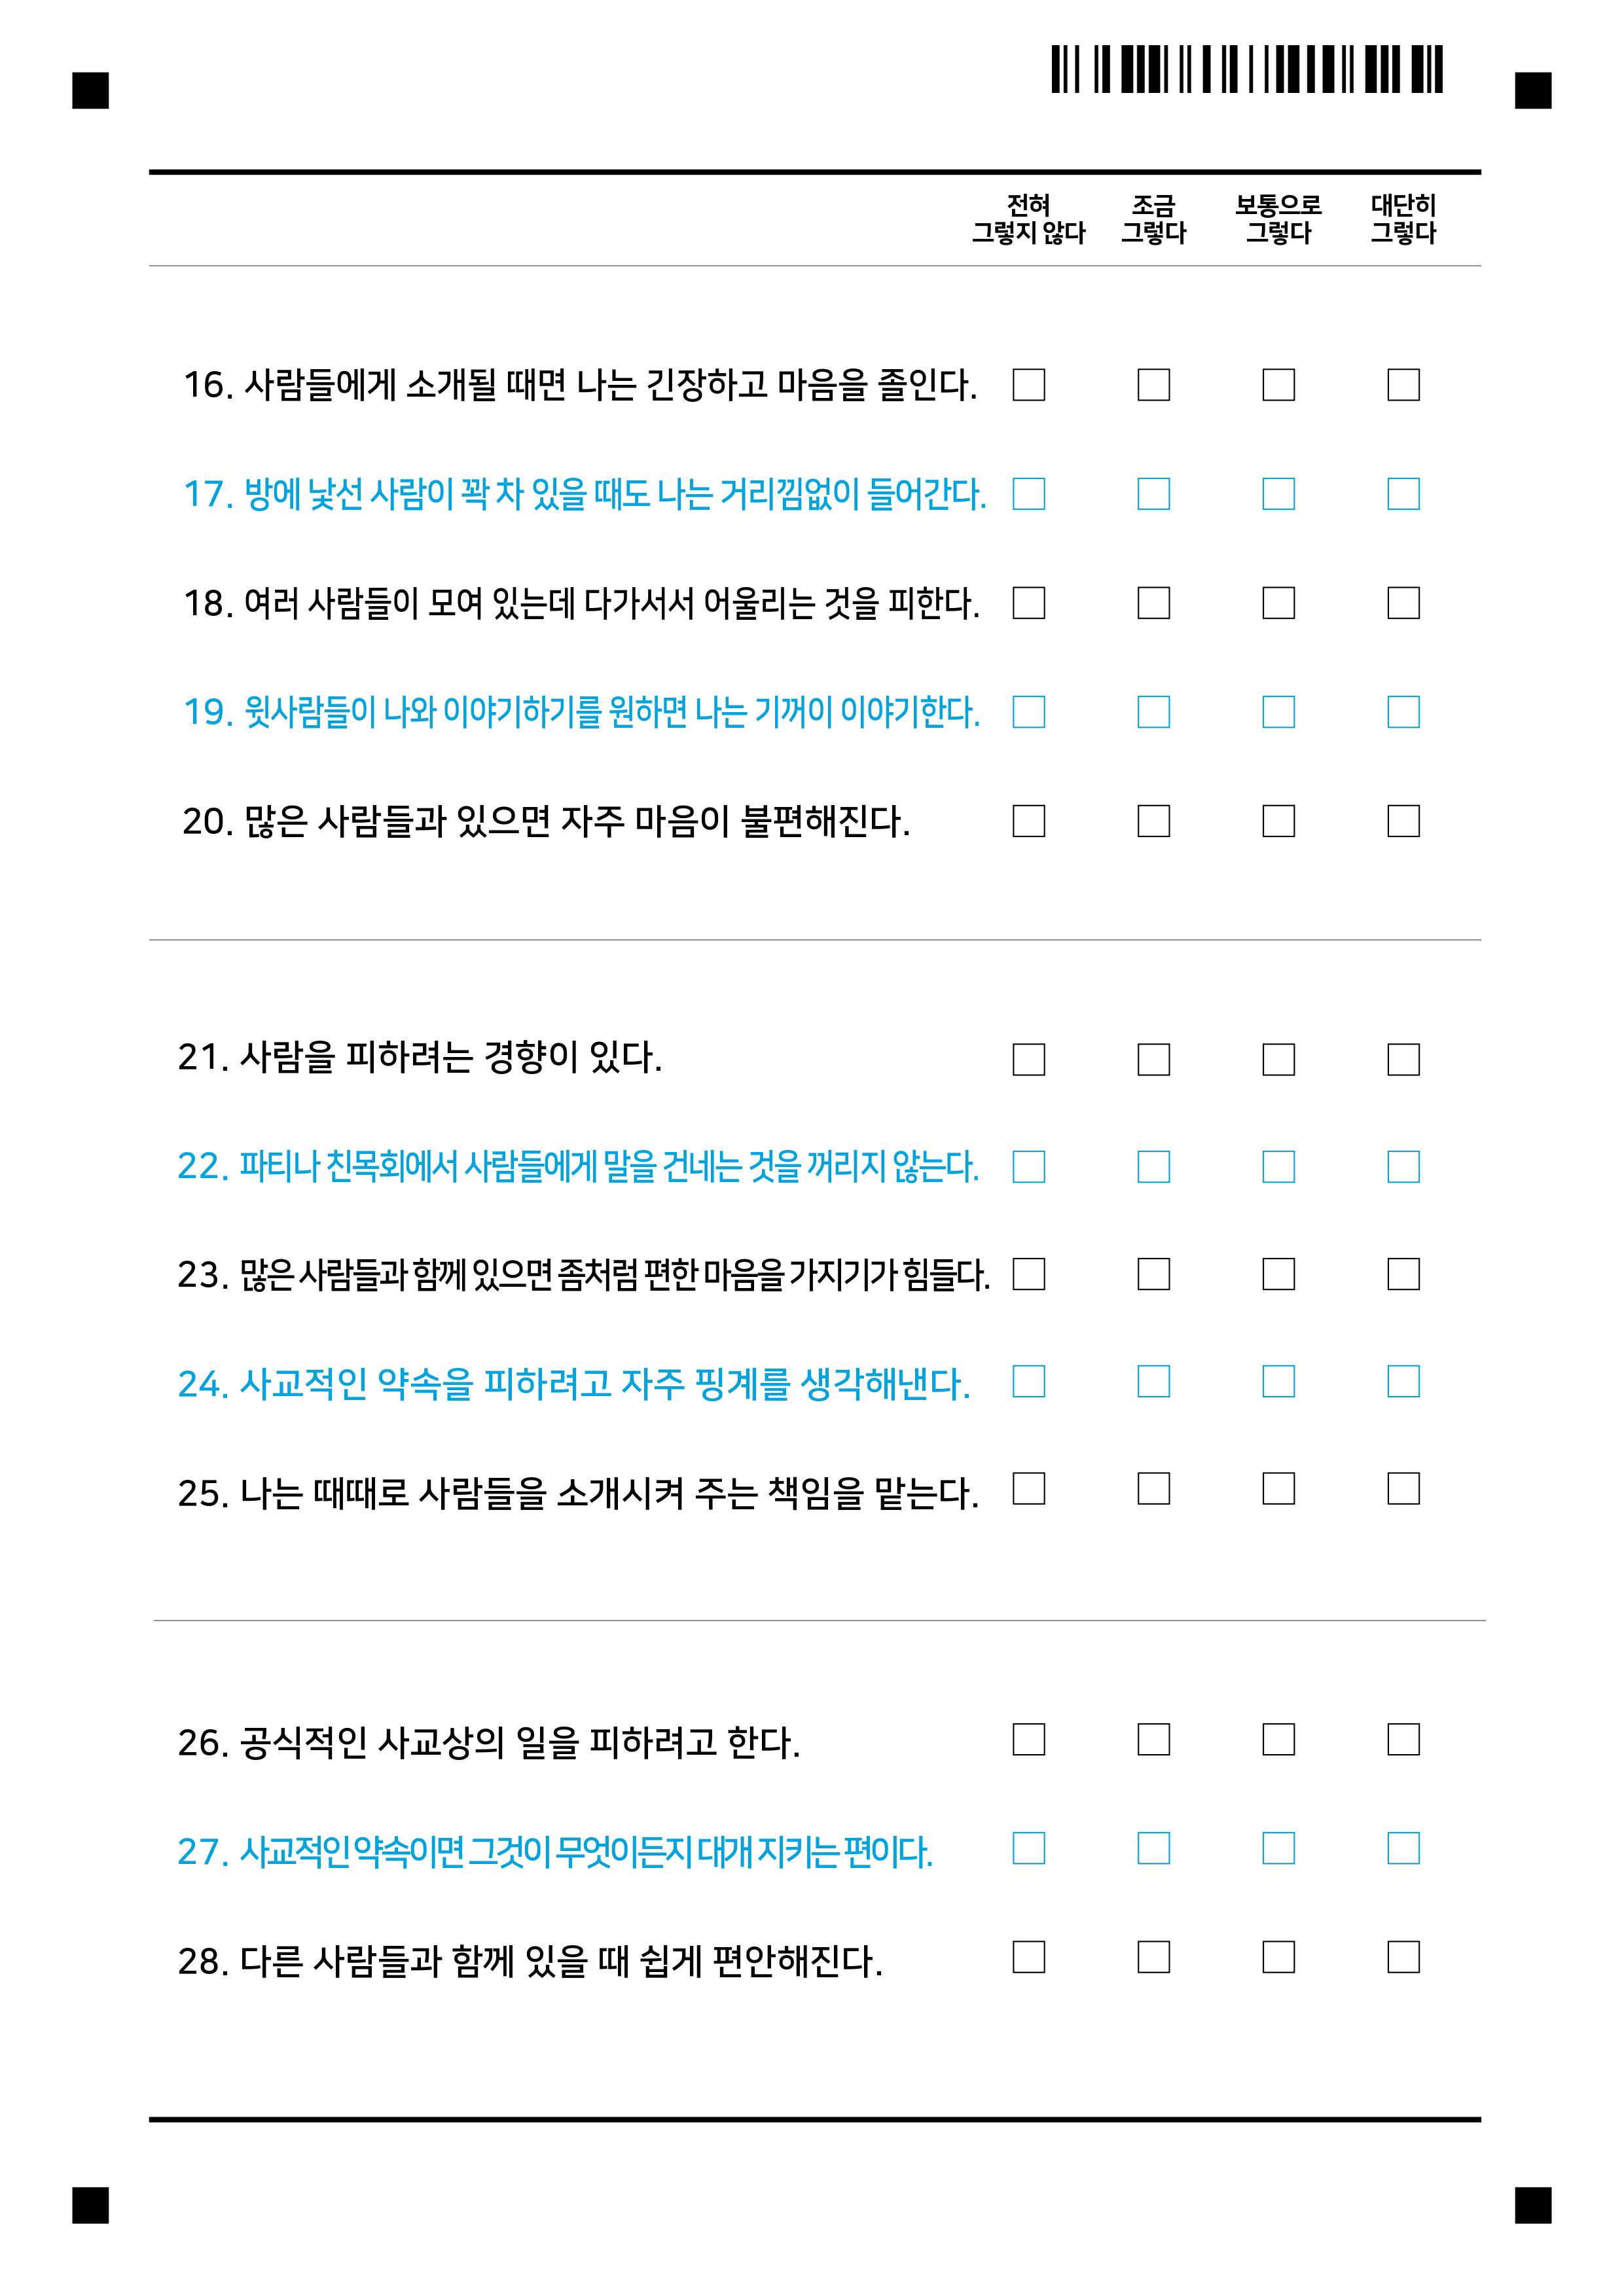 전혀 그렇지 않다
조금 그렇다
보통으로 그렇다
대단히 그렇다
16. 사람들에게 소개될 때면 나는 긴장하고 마음을 졸인다.
17. 방에 낯선 사람이 꽉 차 있을 때도 나는 거리낌없이 들어간다.
18. 여러 사람들이 모여 있는데 다가서서 어울리는 것을 피한다.
19. 윗사람들이 나와 이야기하기를 원하면 나는 기꺼이 이야기한다.
20. 많은 사람들과 있으면 자주 마음이 불편해진다.
21. 사람을 피하려는 경향이 있다.
22. 파티나 친목회에서 사람들에게 말을 건네는 것을 꺼리지 않는다.
23. 많은 사람들과 함께 있으면 좀처럼 편한 마음을 가지기가 힘들다.
24. 사교적인 약속을 피하려고 자주 핑계를 생각해낸다.
25. 나는 때때로 사람들을 소개시켜 주는 책임을 맡는다.
26. 공식적인 사교상의 일을 피하려고 한다.
27. 사교적인 약속이면 그것이 무엇이든지 대개 지키는 편이다.
28. 다른 사람들과 함께 있을 때 쉽게 편안해진다.